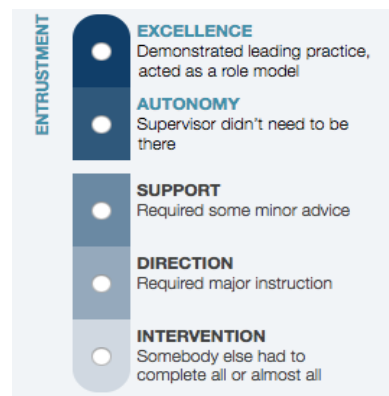 ENTRUSTMENT
EXCELLENCE
Demonstrated leading practice,
acted as a role model
AUTONOMY
Supervisor didn't need to be
there
SUPPORT
Required some minor advice
DIRECTION
Required major instruction
INTERVENTION
Somebody else had to
complete all or almost all